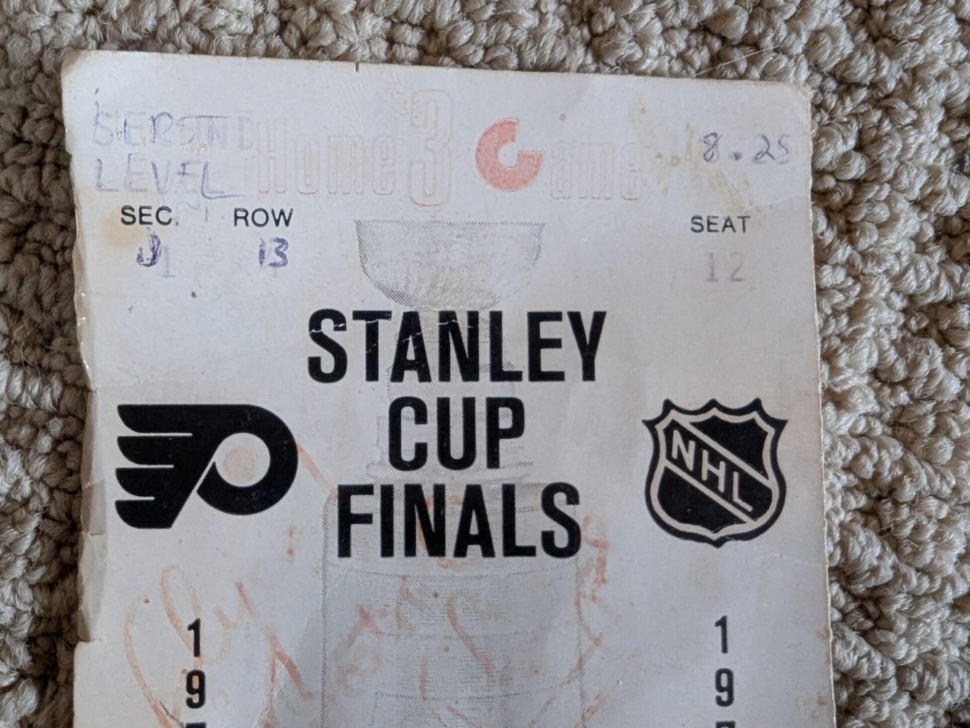 SECOND LEVEL Home 3 Game 8.25
SEC. ROW SEAT
13 12
STANLEY
CUP
FINALS
NHL
1 1
9 9